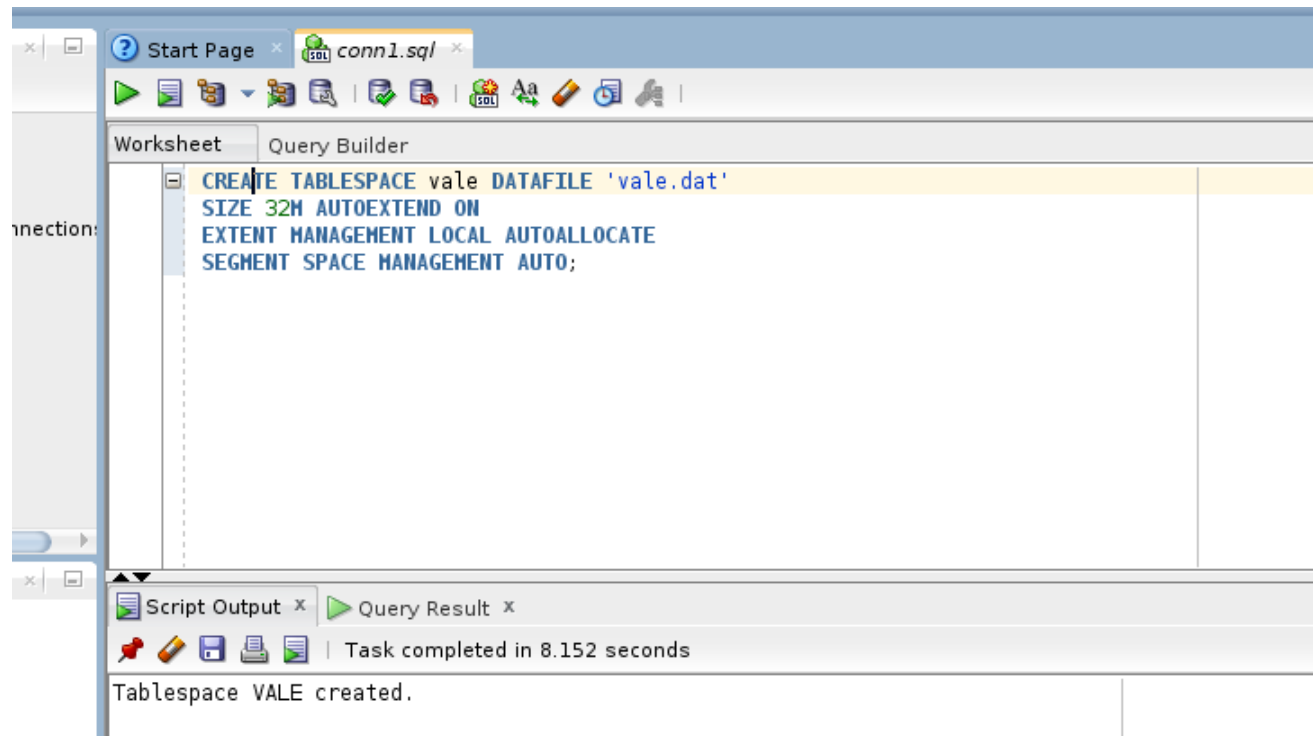 Start Page
conn1.sql
Worksheet
Query Builder
CREATE TABLESPACE vale DATAFILE 'vale.dat'
SIZE 32M AUTOEXTEND ON
nnections
EXTENT MANAGEMENT LOCAL AUTOALLOCATE
SEGMENT SPACE MANAGEMENT AUTO;
Script Output
Query Result
Task completed in 8.152 seconds
Tablespace VALE created.